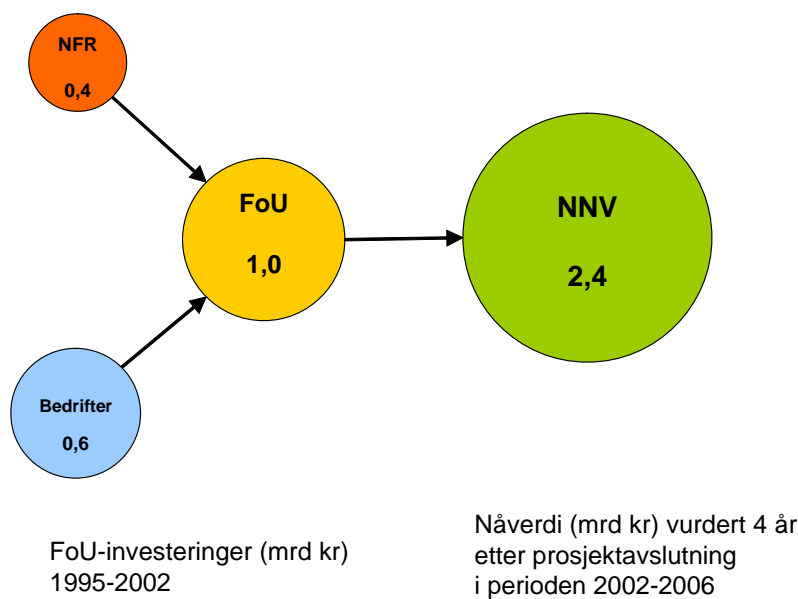 NFR
0,4
FoU
1,0
NNV
2,4
Bedrifter
0,6
FoU-investeringer (mrd kr)
1995-2002
Nåverdi (mrd kr) vurdert 4 år
etter prosjektavslutning
i perioden 2002-2006